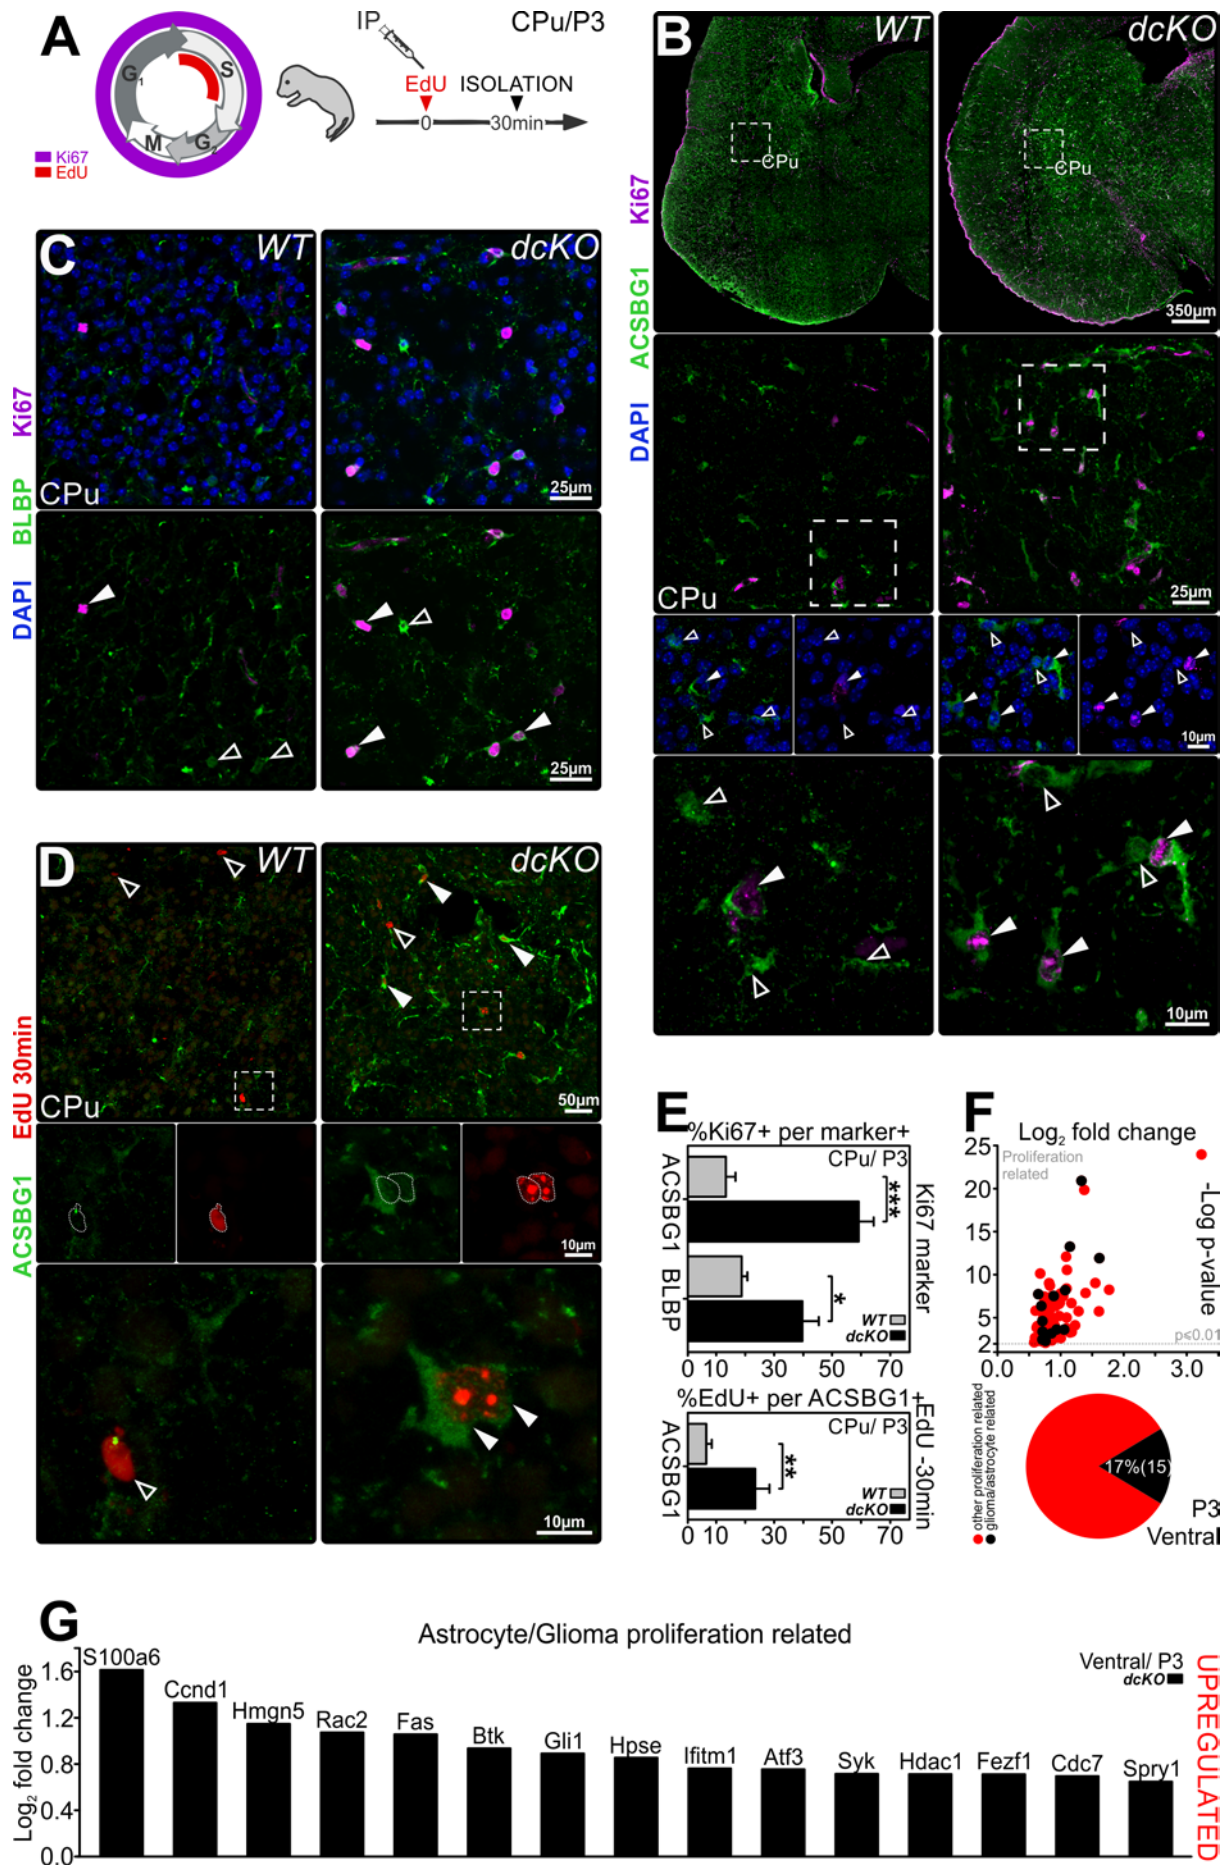 A
IP
CPu/P3
EdU
ISOLATION
0
30min
G1
S
G2
M
Ki67
EdU
B
WT
dcKO
CPu
CPu
350µm
DAPI ACSBG1 Ki67
CPu
25µm
10µm
10µm
C
WT
dcKO
DAPI BLBP Ki67
CPu
25µm
25µm
D
WT
dcKO
ACSBG1 EdU 30min
CPu
50µm
10µm
10µm
E
%Ki67+ per marker+
CPu/ P3
ACSBG1
BLBP
Ki67 marker
***
*
WT
dcKO
0 10 30 50 70
%EdU+ per ACSBG1+
CPu/ P3
ACSBG1
EdU -30min
**
WT
dcKO
0 10 30 50 70
F
Log2 fold change
Proliferation
related
-Log p-value
25
20
15
10
5
2
p≤0.01
0.0 1.0 2.0 3.0
17%(15)
other proliferation related
glioma/astrocyte related
P3
Ventral
G
Astrocyte/Glioma proliferation related
Ventral/ P3
dcKO
UPREGULATED
Log2 fold change
1.6
1.2
0.8
0.4
0.0
S100a6 Ccnd1 Hmgn5 Rac2 Fas Btk Gli1 Hpse Ifitm1 Atf3 Syk Hdac1 Fezf1 Cdc7 Spry1